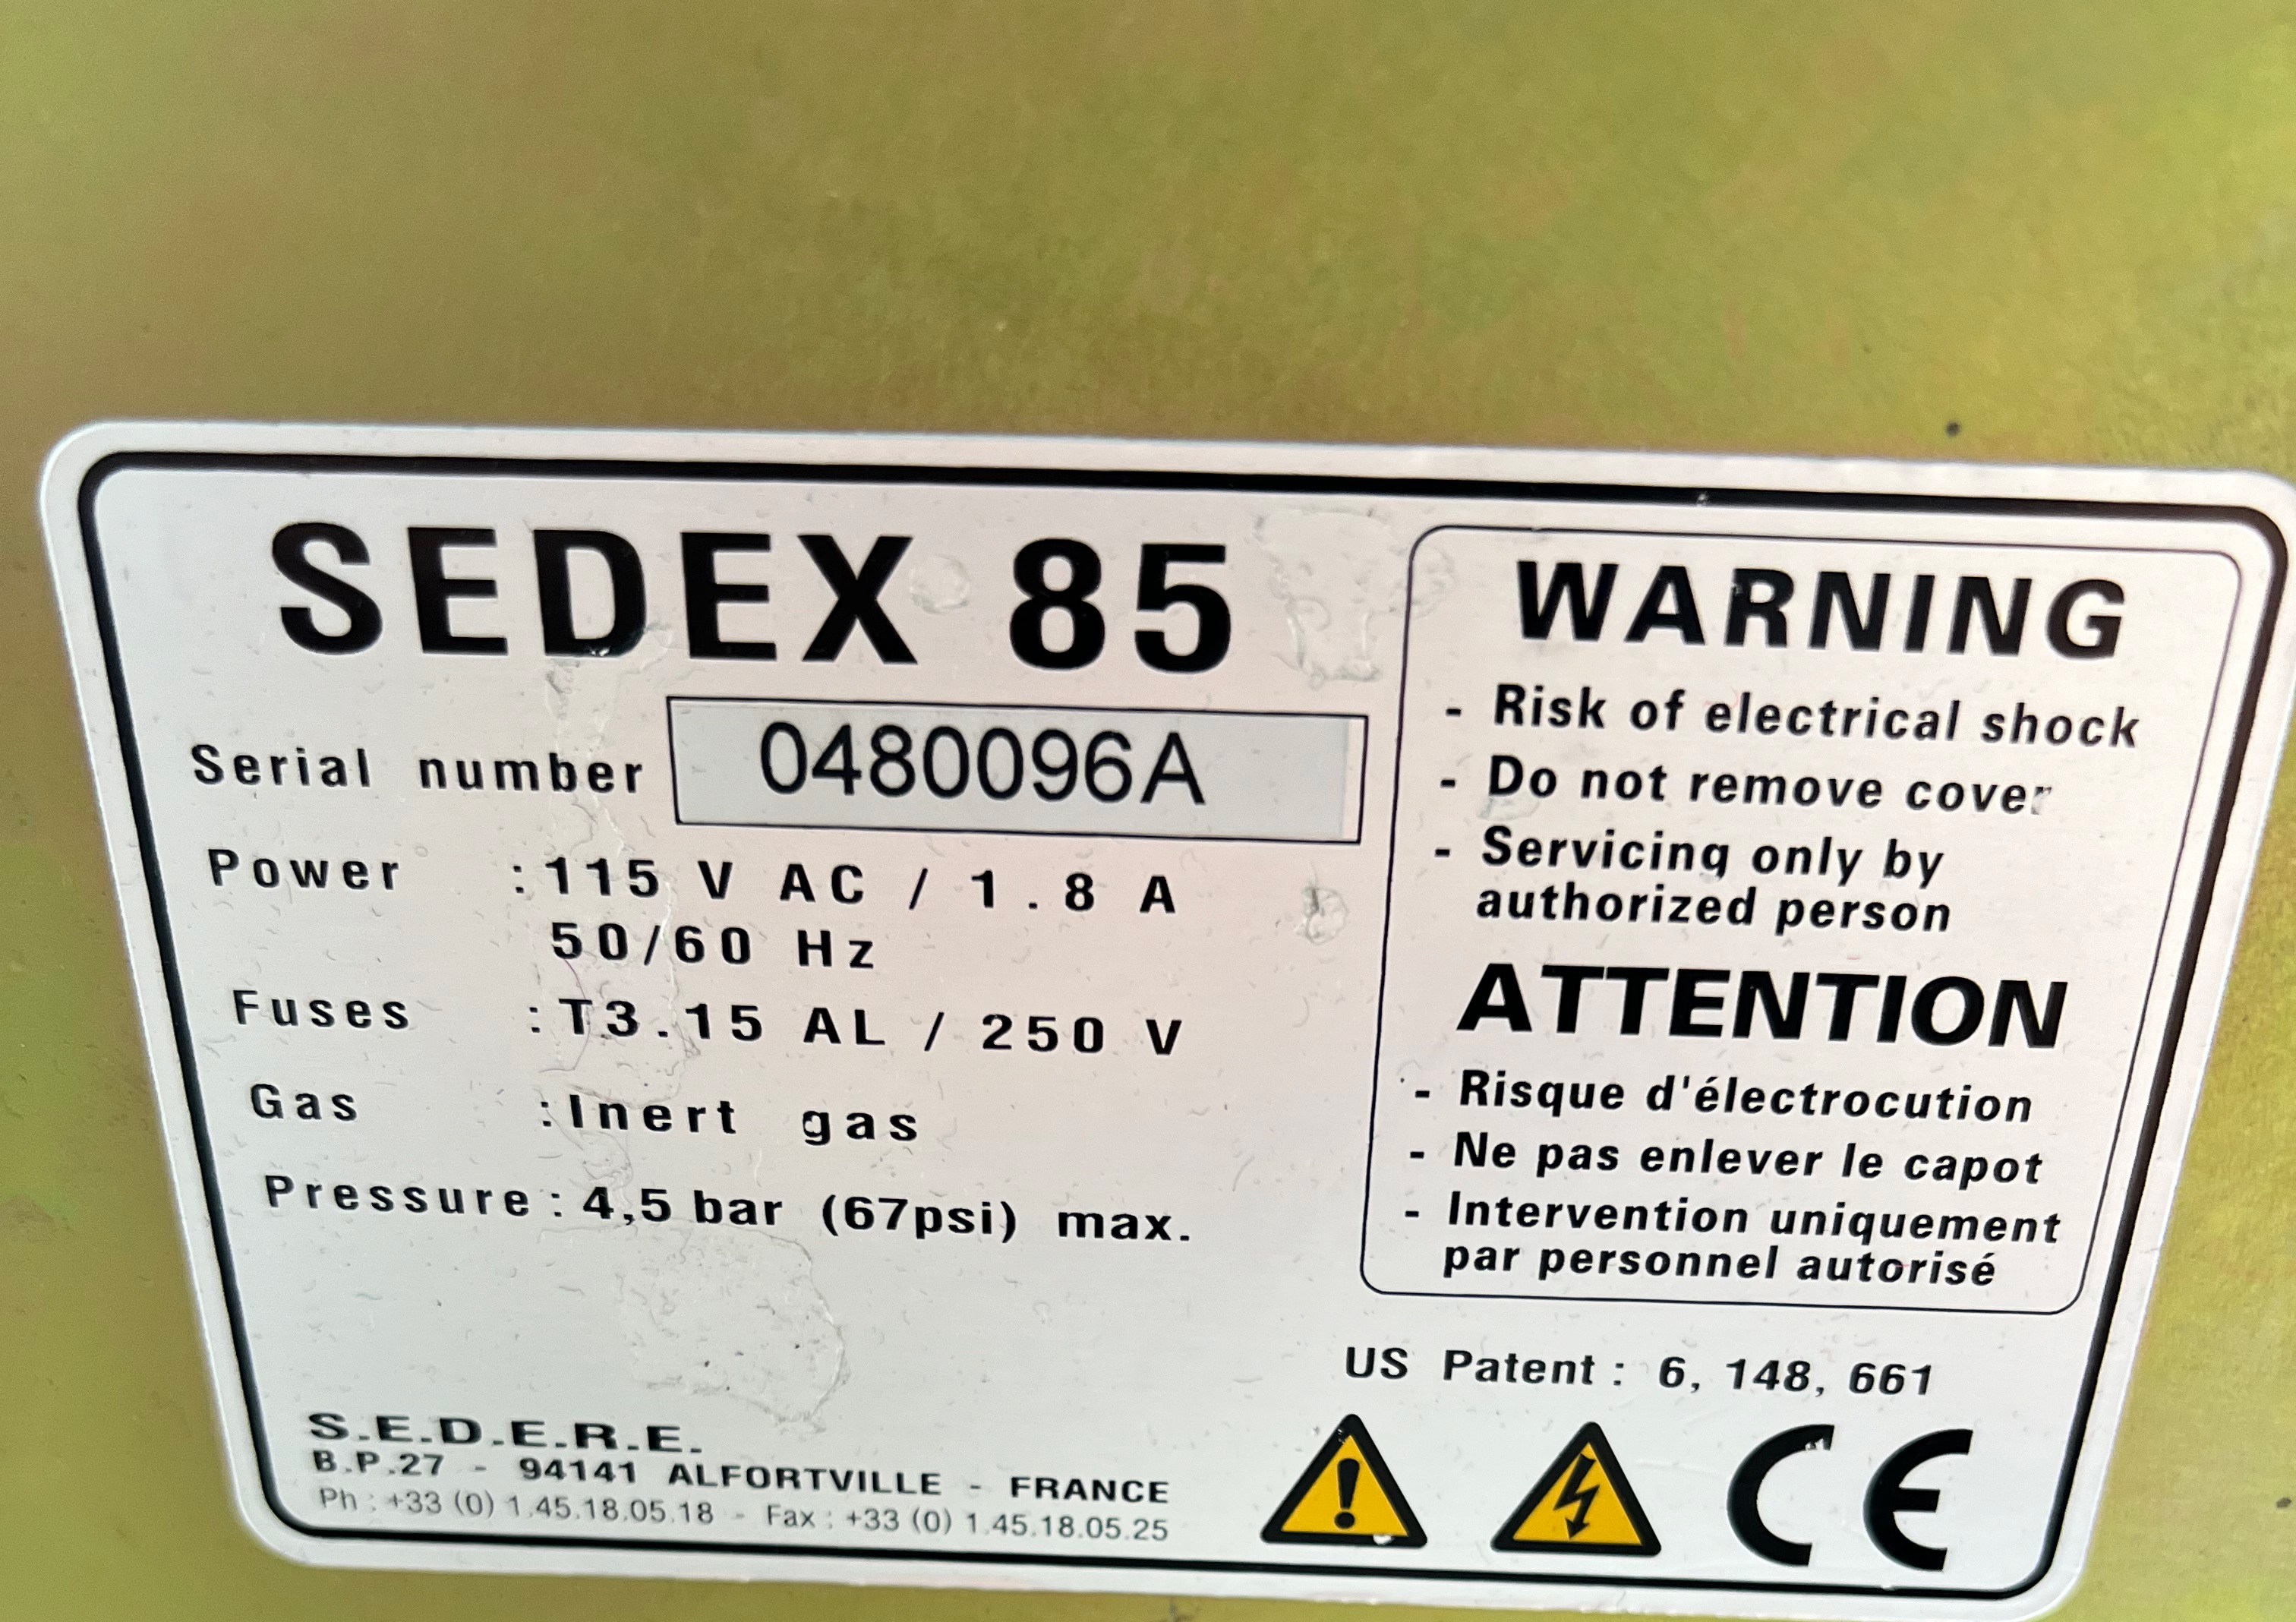 SEDEX 85
Serial number 0480096A
Power : 115 V AC / 1.8 A
50/60 Hz
Fuses : T3.15 AL / 250 V
Gas : Inert gas
Pressure : 4,5 bar (67psi) max.
S.E.D.E.R.E.
B.P.27 - 94141 ALFORTVILLE - FRANCE
Ph : +33 (0) 1.45.18.05.18 - Fax : +33 (0) 1.45.18.05.25
WARNING
- Risk of electrical shock
- Do not remove cover
- Servicing only by
authorized person
ATTENTION
- Risque d'électrocution
- Ne pas enlever le capot
- Intervention uniquement
par personnel autorisé
US Patent : 6, 148, 661
CE